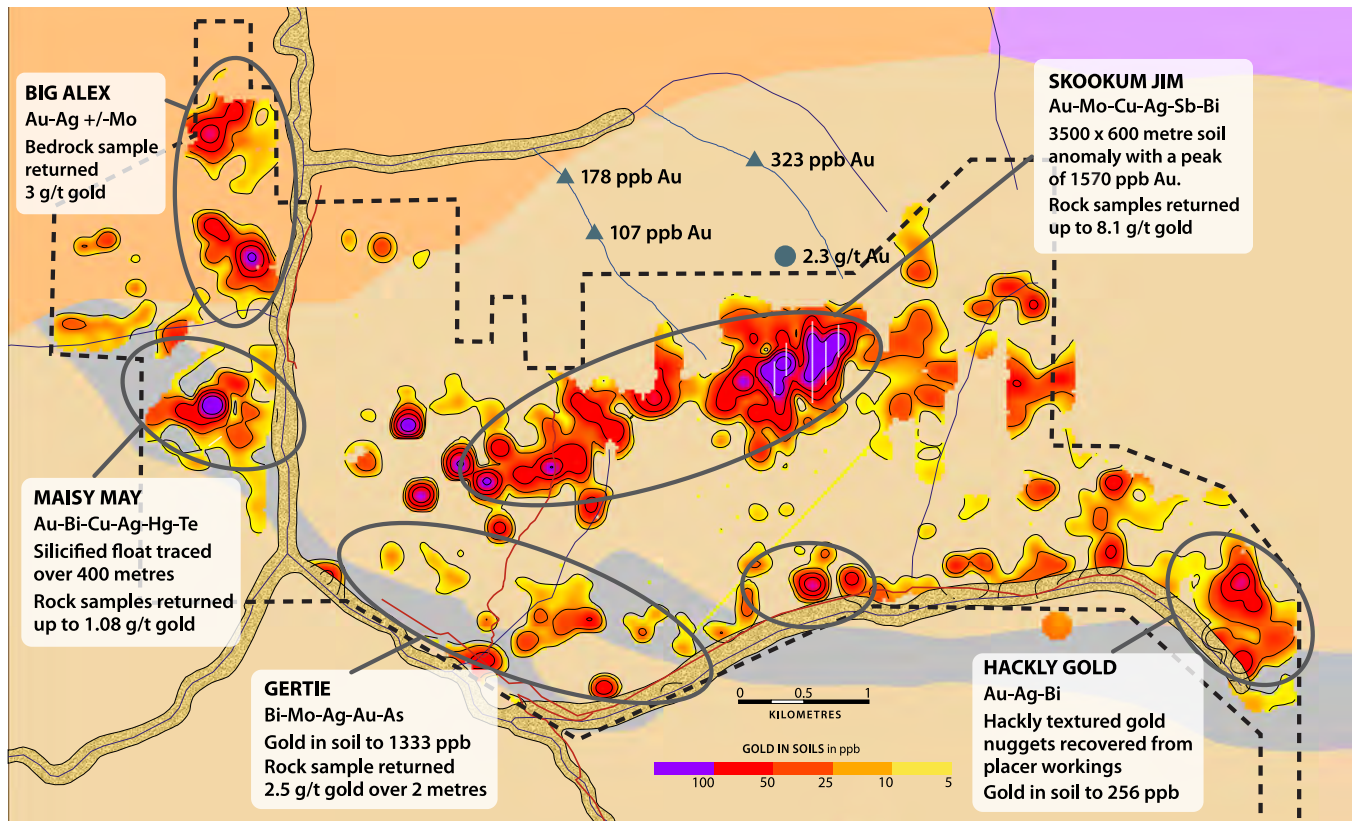 BIG ALEX
Au-Ag +/-Mo
Bedrock sample
returned
3 g/t gold
SKOOKUM JIM
Au-Mo-Cu-Ag-Sb-Bi
3500 x 600 metre soil
anomaly with a peak
of 1570 ppb Au.
Rock samples returned
up to 8.1 g/t gold
178 ppb Au
323 ppb Au
107 ppb Au
2.3 g/t Au
MAISY MAY
Au-Bi-Cu-Ag-Hg-Te
Silicified float traced
over 400 metres
Rock samples returned
up to 1.08 g/t gold
GERTIE
Bi-Mo-Ag-Au-As
Gold in soil to 1333 ppb
Rock sample returned
2.5 g/t gold over 2 metres
0 0.5 1
KILOMETRES
GOLD IN SOILS in ppb
100 50 25 10 5
HACKLY GOLD
Au-Ag-Bi
Hackly textured gold
nuggets recovered from
placer workings
Gold in soil to 256 ppb